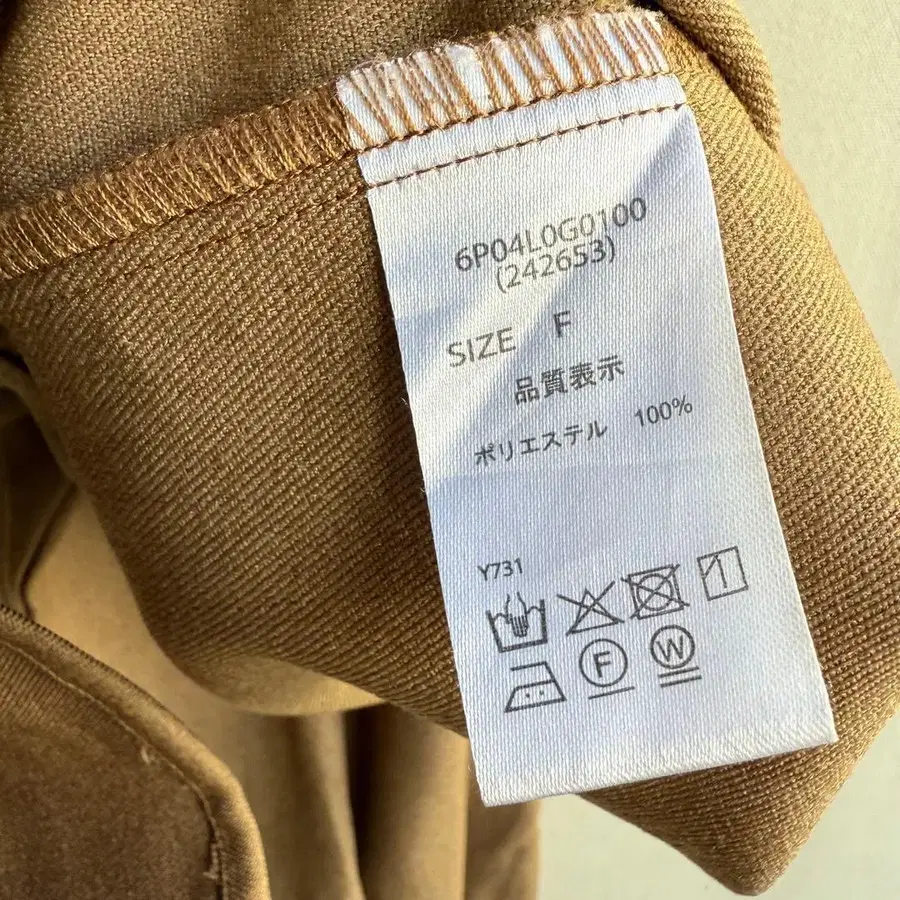 6P04L0G0100
(242653)
SIZE F
品質表示
ポリエステル 100%
Y731
F W